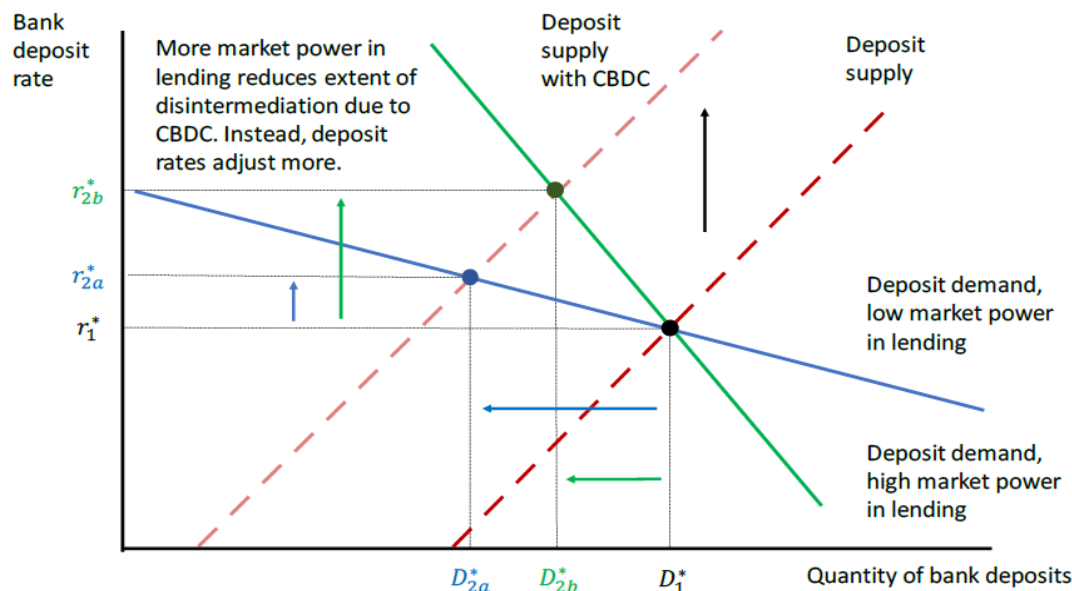 Bank
deposit
rate
More market power in
lending reduces extent of
disintermediation due to
CBDC. Instead, deposit
rates adjust more.
Deposit
supply
with CBDC
Deposit
supply
r*2b
r*2a
r*1
Deposit demand,
low market power
in lending
Deposit demand,
high market power
in lending
D*2a
D*2b
D*1
Quantity of bank deposits